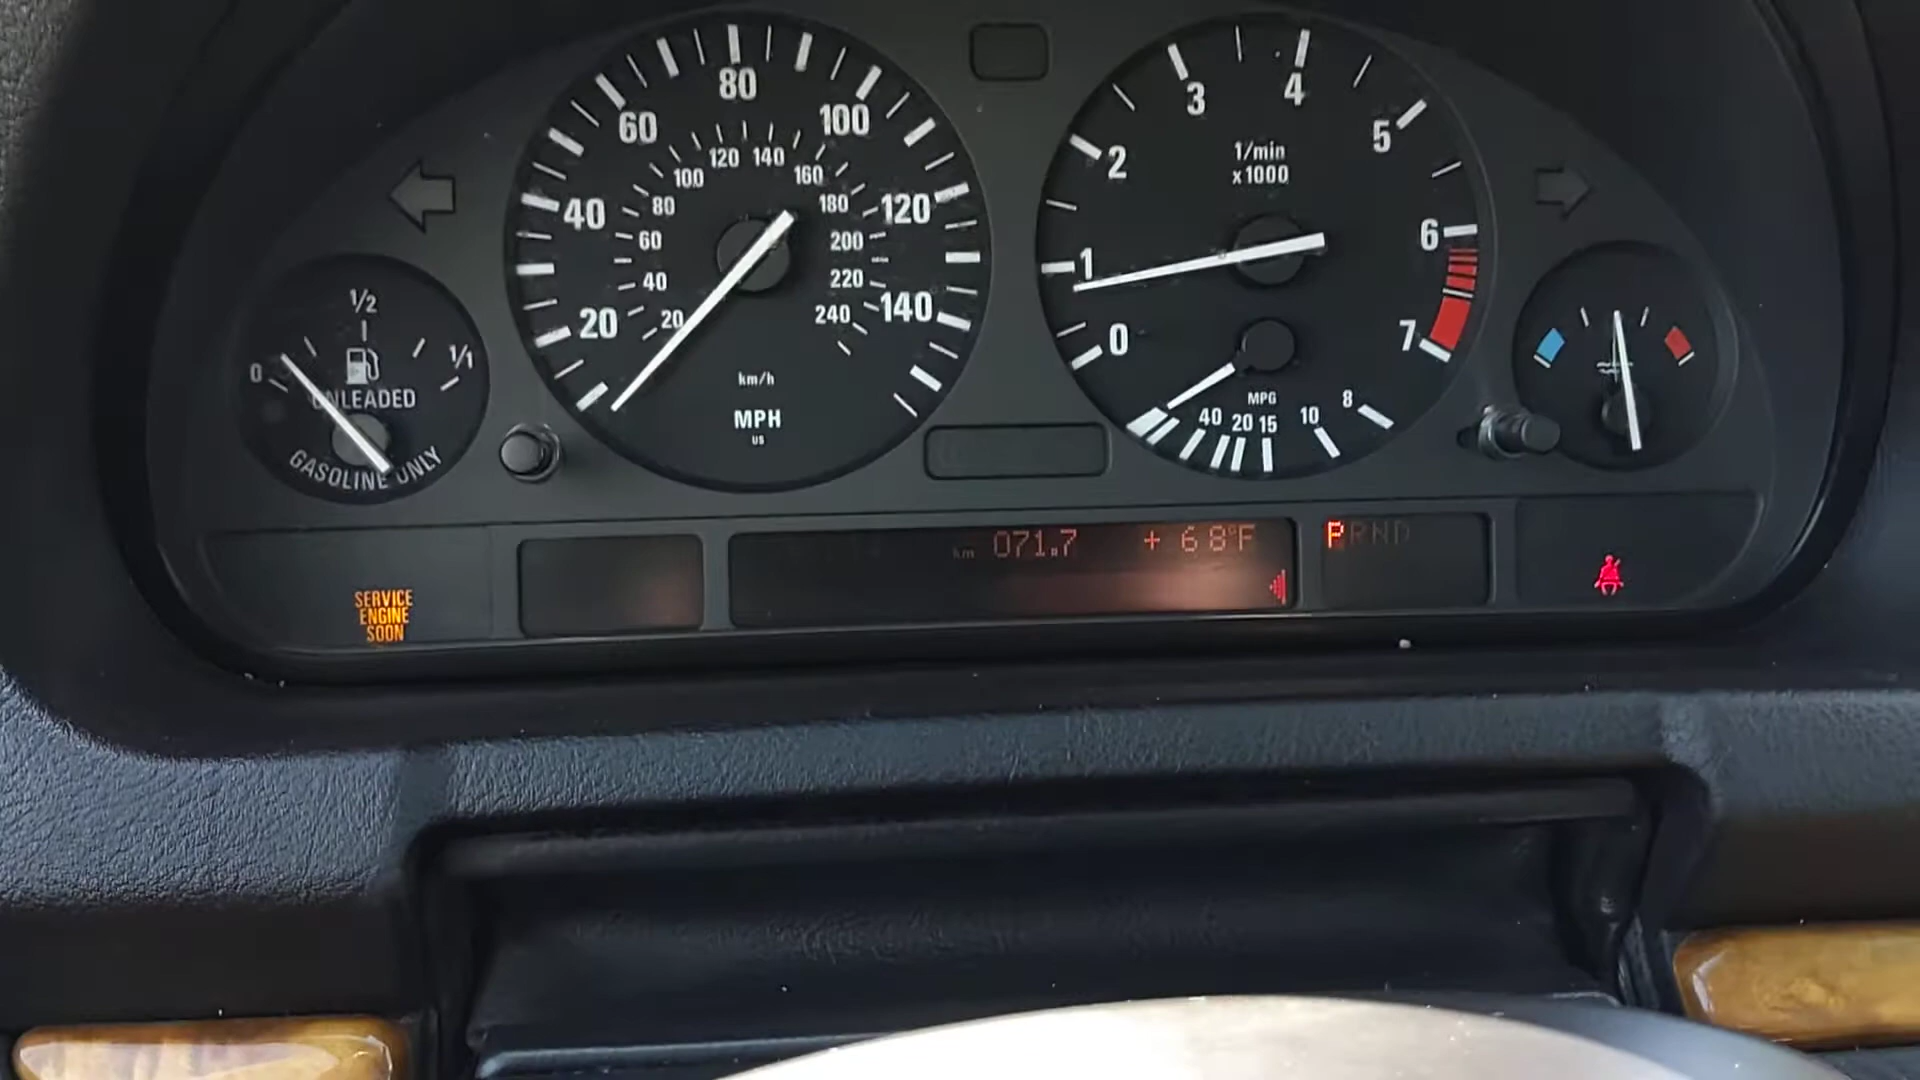 1/2
0
1/1
UNLEADED
GASOLINE ONLY
20
40
60
80
100
120
140
20
40
60
80
100
120
140
160
180
200
220
240
km/h
MPH
US
0
1
2
3
4
5
6
7
1/min
x1000
MPG
40 20 15 10 8
km 071.7 + 68°F
PRND
SERVICE
ENGINE
SOON